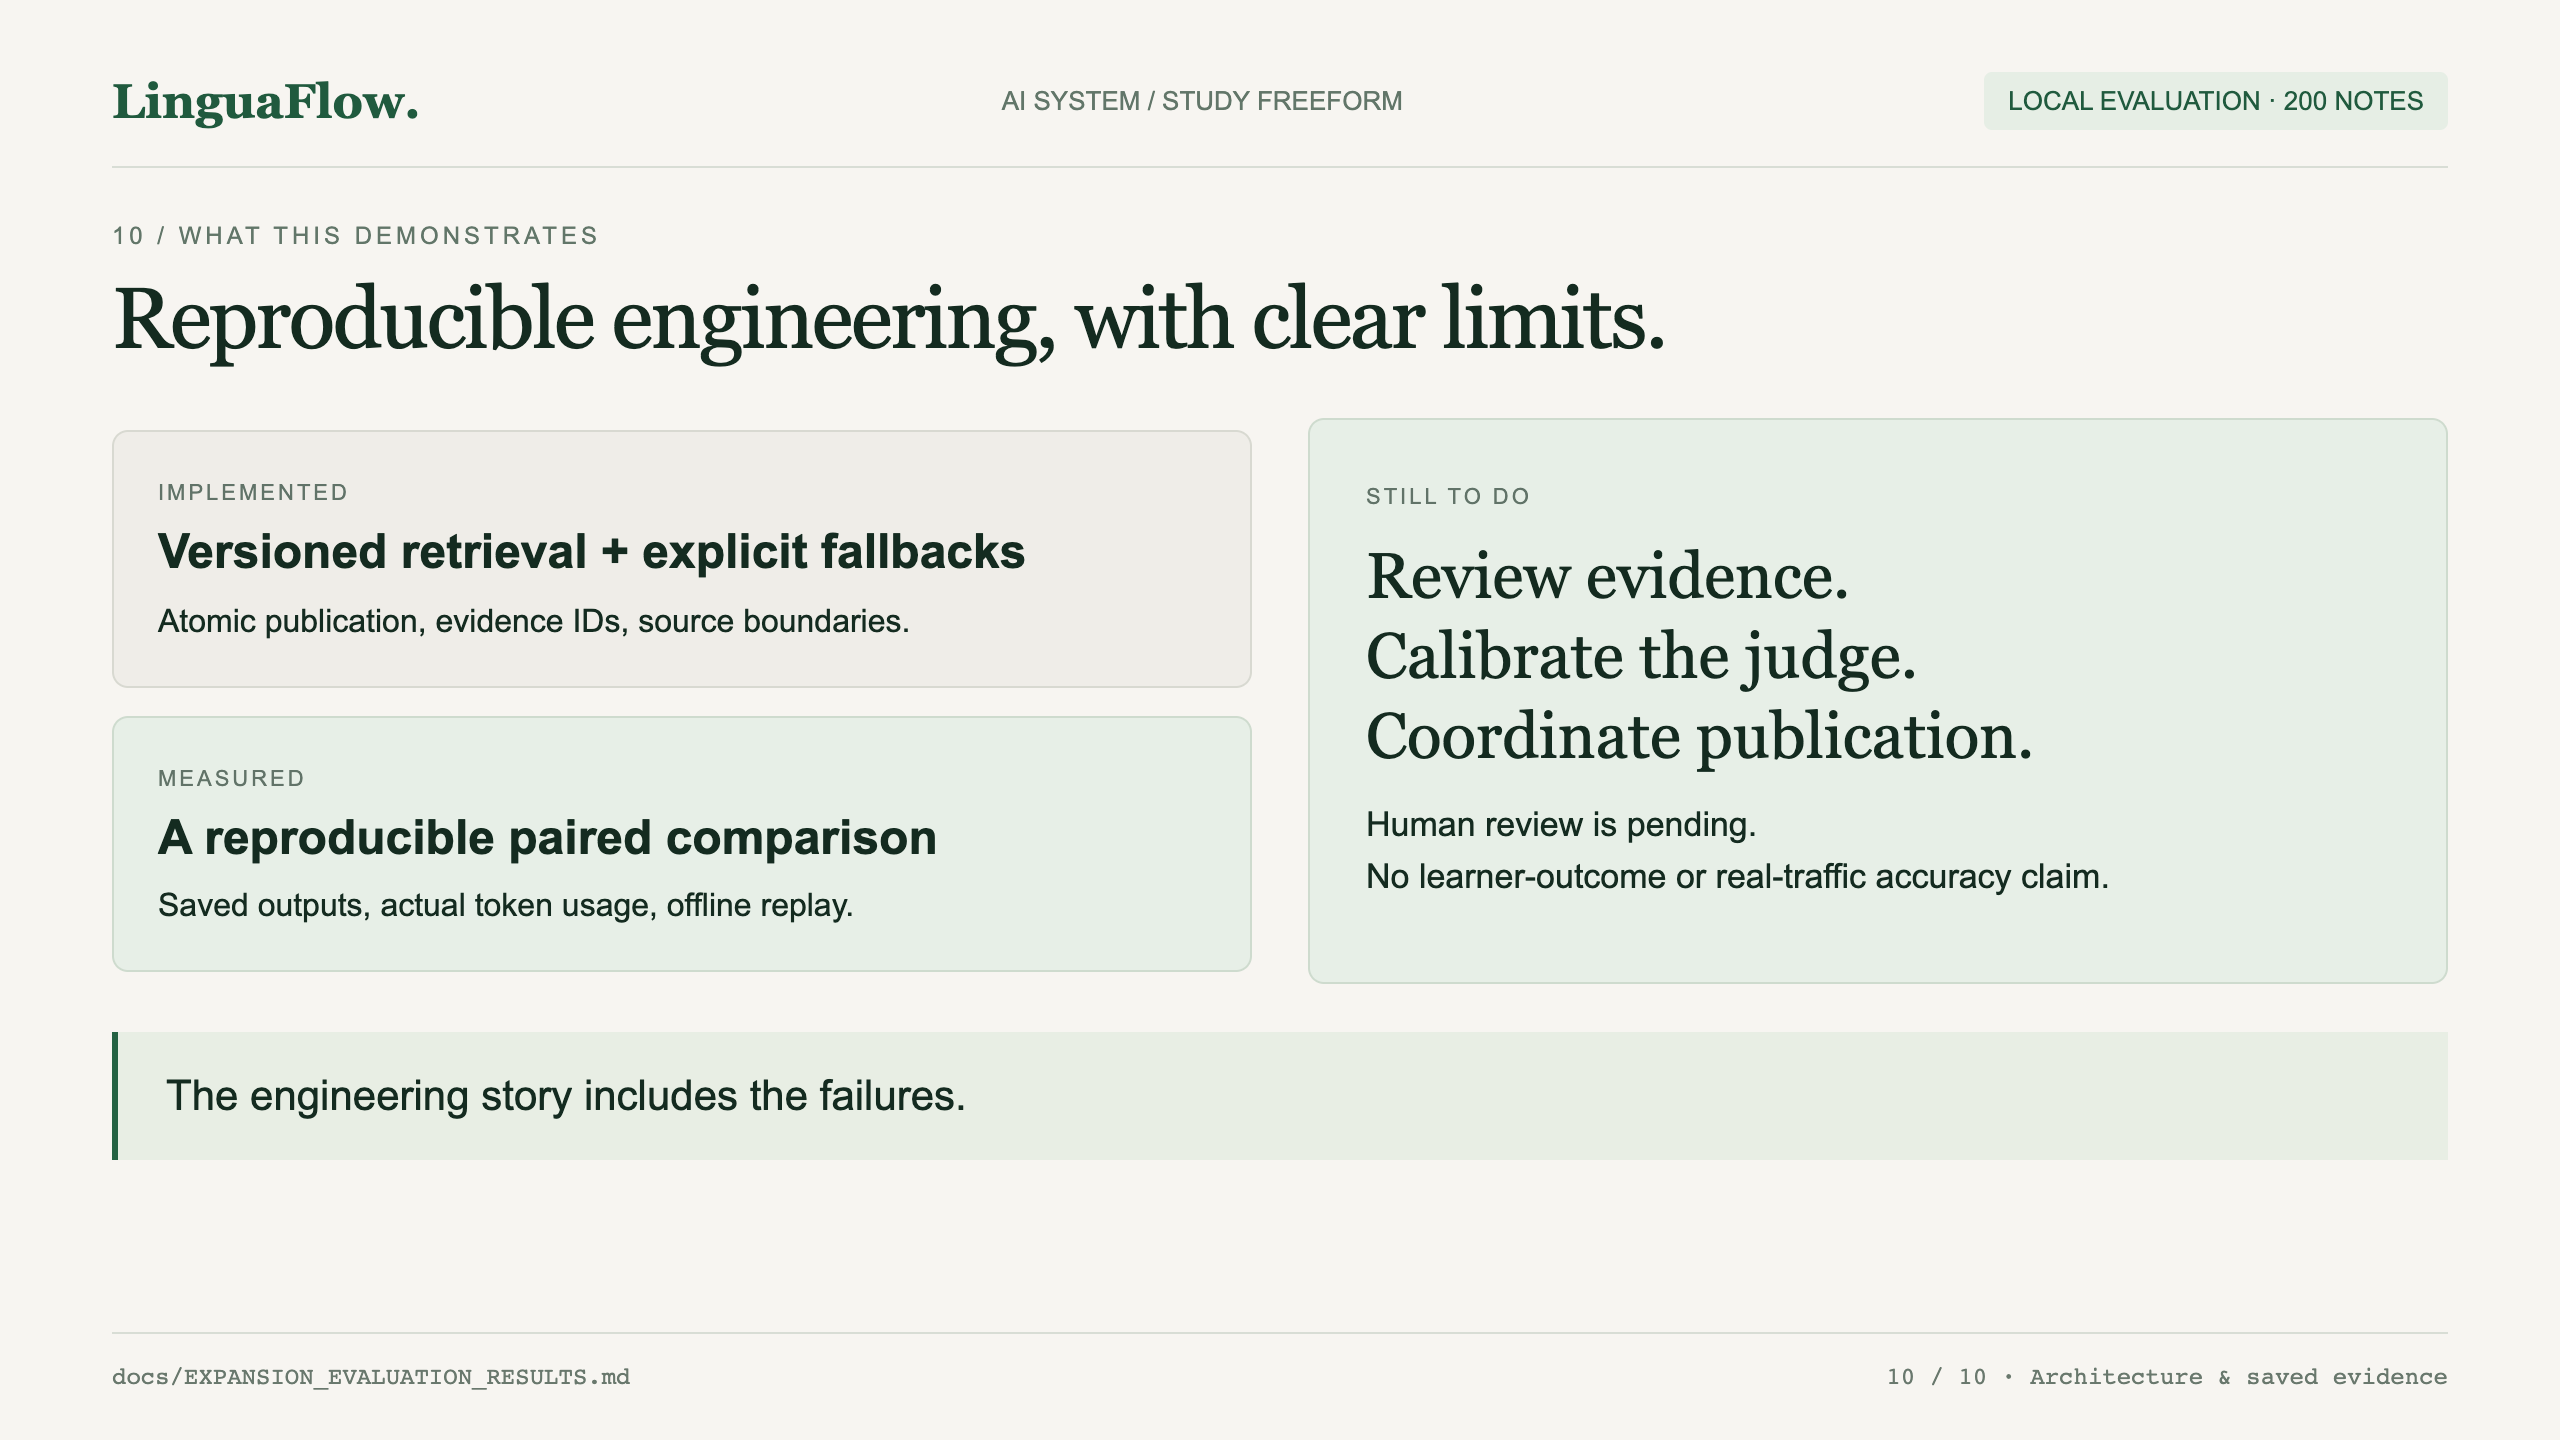 LinguaFlow.
AI SYSTEM / STUDY FREEFORM
LOCAL EVALUATION · 200 NOTES
10 / WHAT THIS DEMONSTRATES
Reproducible engineering, with clear limits.
IMPLEMENTED
Versioned retrieval + explicit fallbacks
Atomic publication, evidence IDs, source boundaries.
MEASURED
A reproducible paired comparison
Saved outputs, actual token usage, offline replay.
STILL TO DO
Review evidence.
Calibrate the judge.
Coordinate publication.
Human review is pending.
No learner-outcome or real-traffic accuracy claim.
The engineering story includes the failures.
docs/EXPANSION_EVALUATION_RESULTS.md
10 / 10 · Architecture & saved evidence